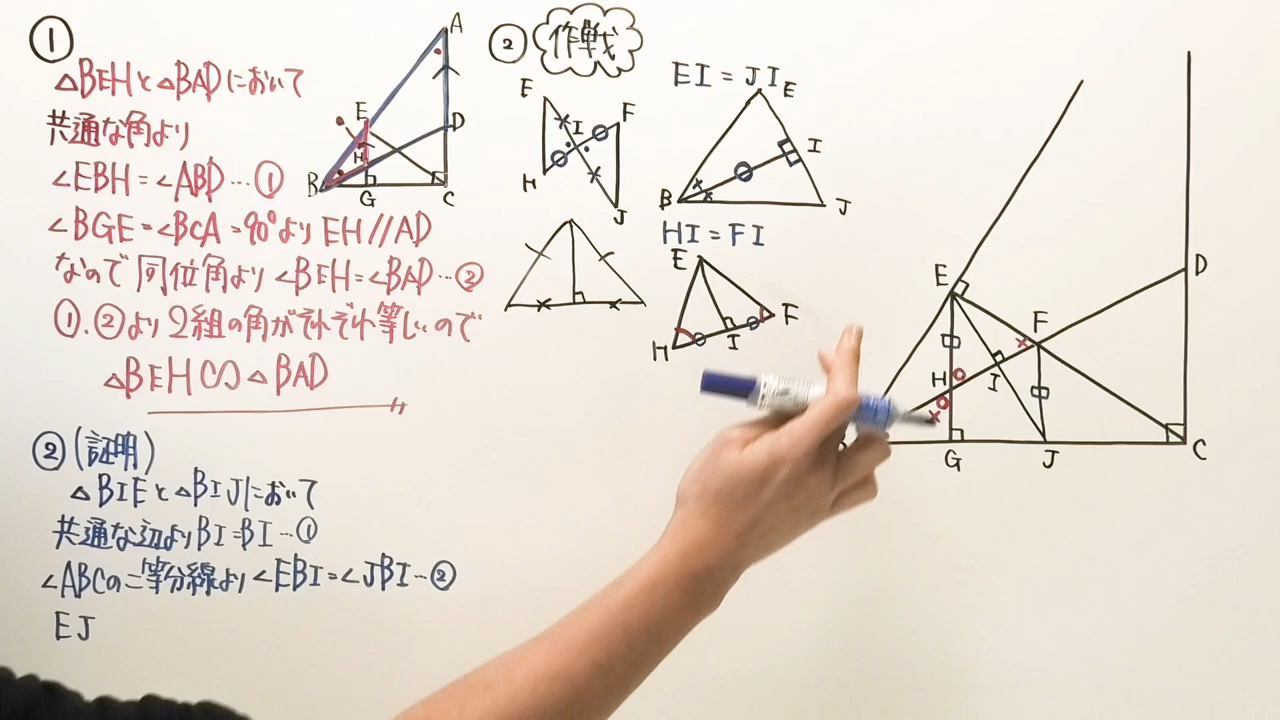 ①
△BEHと△BADにおいて
共通な角より
∠EBH=∠ABD…①
∠BGE=∠BCA=90°より EH//AD
なので 同位角より ∠BEH=∠BAD…②
①.②より 2組の角がそれぞれ等しいので
△BEH∽△BAD
A
E
D
H
B
G
C
②(証明)
△BIEと△BIJにおいて
共通な辺よりBI=BI…①
∠ABCの二等分線より∠EBI=∠JBI…②
EJ
② 作戦
E
F
I
H
J
EI=JI
E
I
B
J
HI=FI
E
F
H
I
E
D
F
H
I
G
J
C